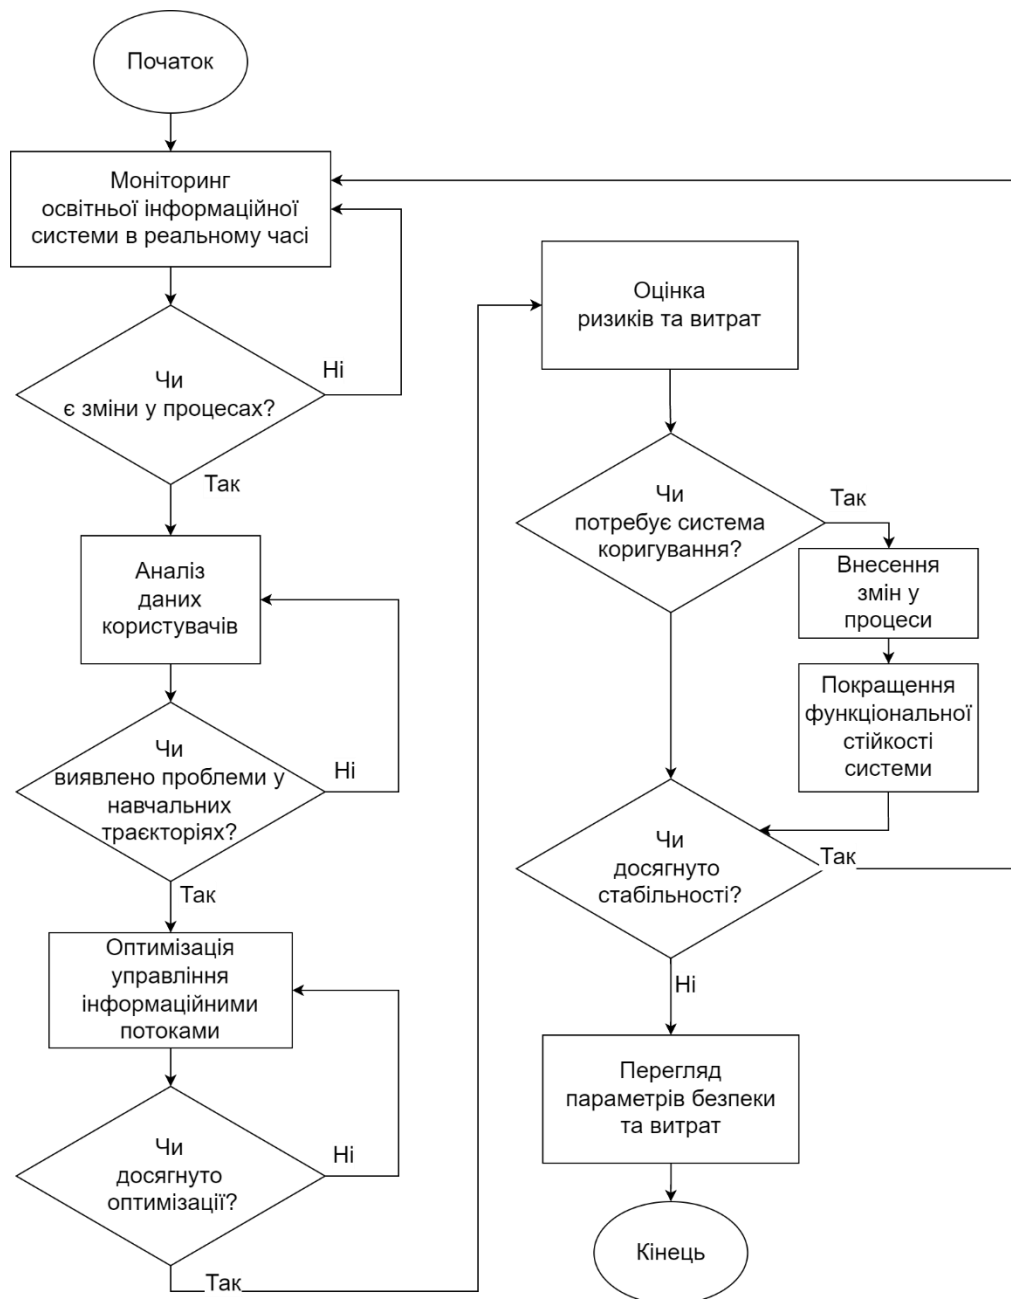 Початок
Моніторинг
освітньої інформаційної
системи в реальному часі
Чи
є зміни у процесах?
Ні
Так
Аналіз
даних
користувачів
Чи
виявлено проблеми у
навчальних
траєкторіях?
Ні
Так
Оптимізація
управління
інформаційними
потоками
Чи
досягнуто
оптимізації?
Ні
Так
Оцінка
ризиків та витрат
Чи
потребує система
коригування?
Так
Внесення
змін у
процеси
Покращення
функціональної
стійкості
системи
Чи
досягнуто
стабільності?
Так
Ні
Перегляд
параметрів безпеки
та витрат
Кінець